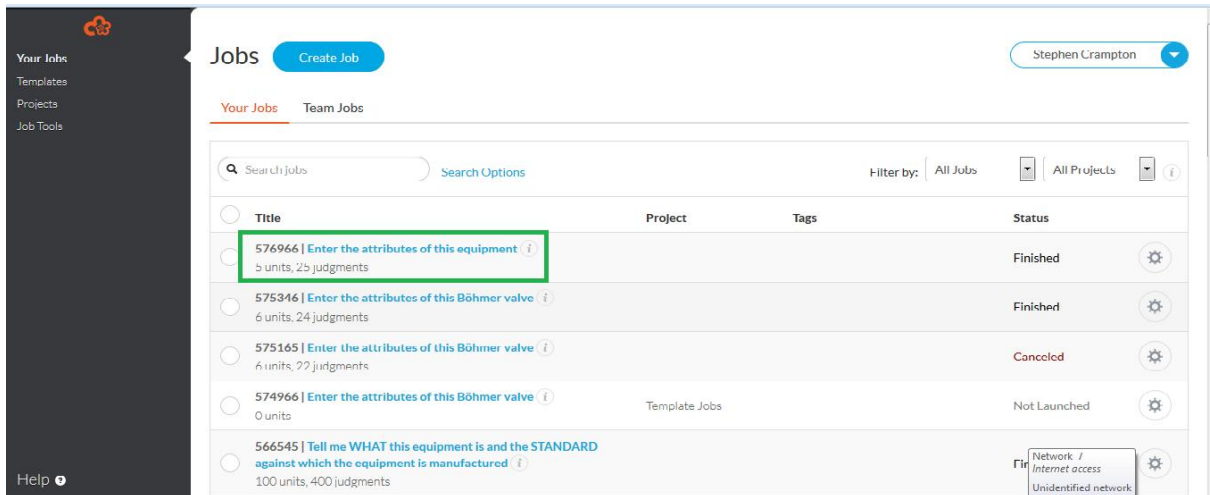 Your Jobs
Templates
Projects
Job Tools
Help ?
Jobs
Create Job
Stephen Crampton
Your Jobs Team Jobs
Search jobs
Search Options
Filter by: All Jobs All Projects i
Title Project Tags Status
576966 | Enter the attributes of this equipment i
5 units, 25 judgments
Finished
575346 | Enter the attributes of this Böhmer valve i
6 units, 24 judgments
Finished
575165 | Enter the attributes of this Böhmer valve i
6 units, 22 judgments
Canceled
574966 | Enter the attributes of this Böhmer valve i
0 units
Template Jobs
Not Launched
566545 | Tell me WHAT this equipment is and the STANDARD
against which the equipment is manufactured i
100 units, 400 judgments
Network
Internet access
Unidentified network